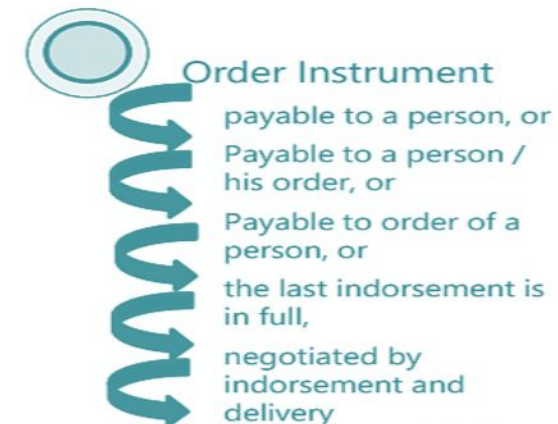 Order Instrument
payable to a person, or
Payable to a person /
his order, or
Payable to order of a
person, or
the last indorsement is
in full,
negotiated by
indorsement and
delivery